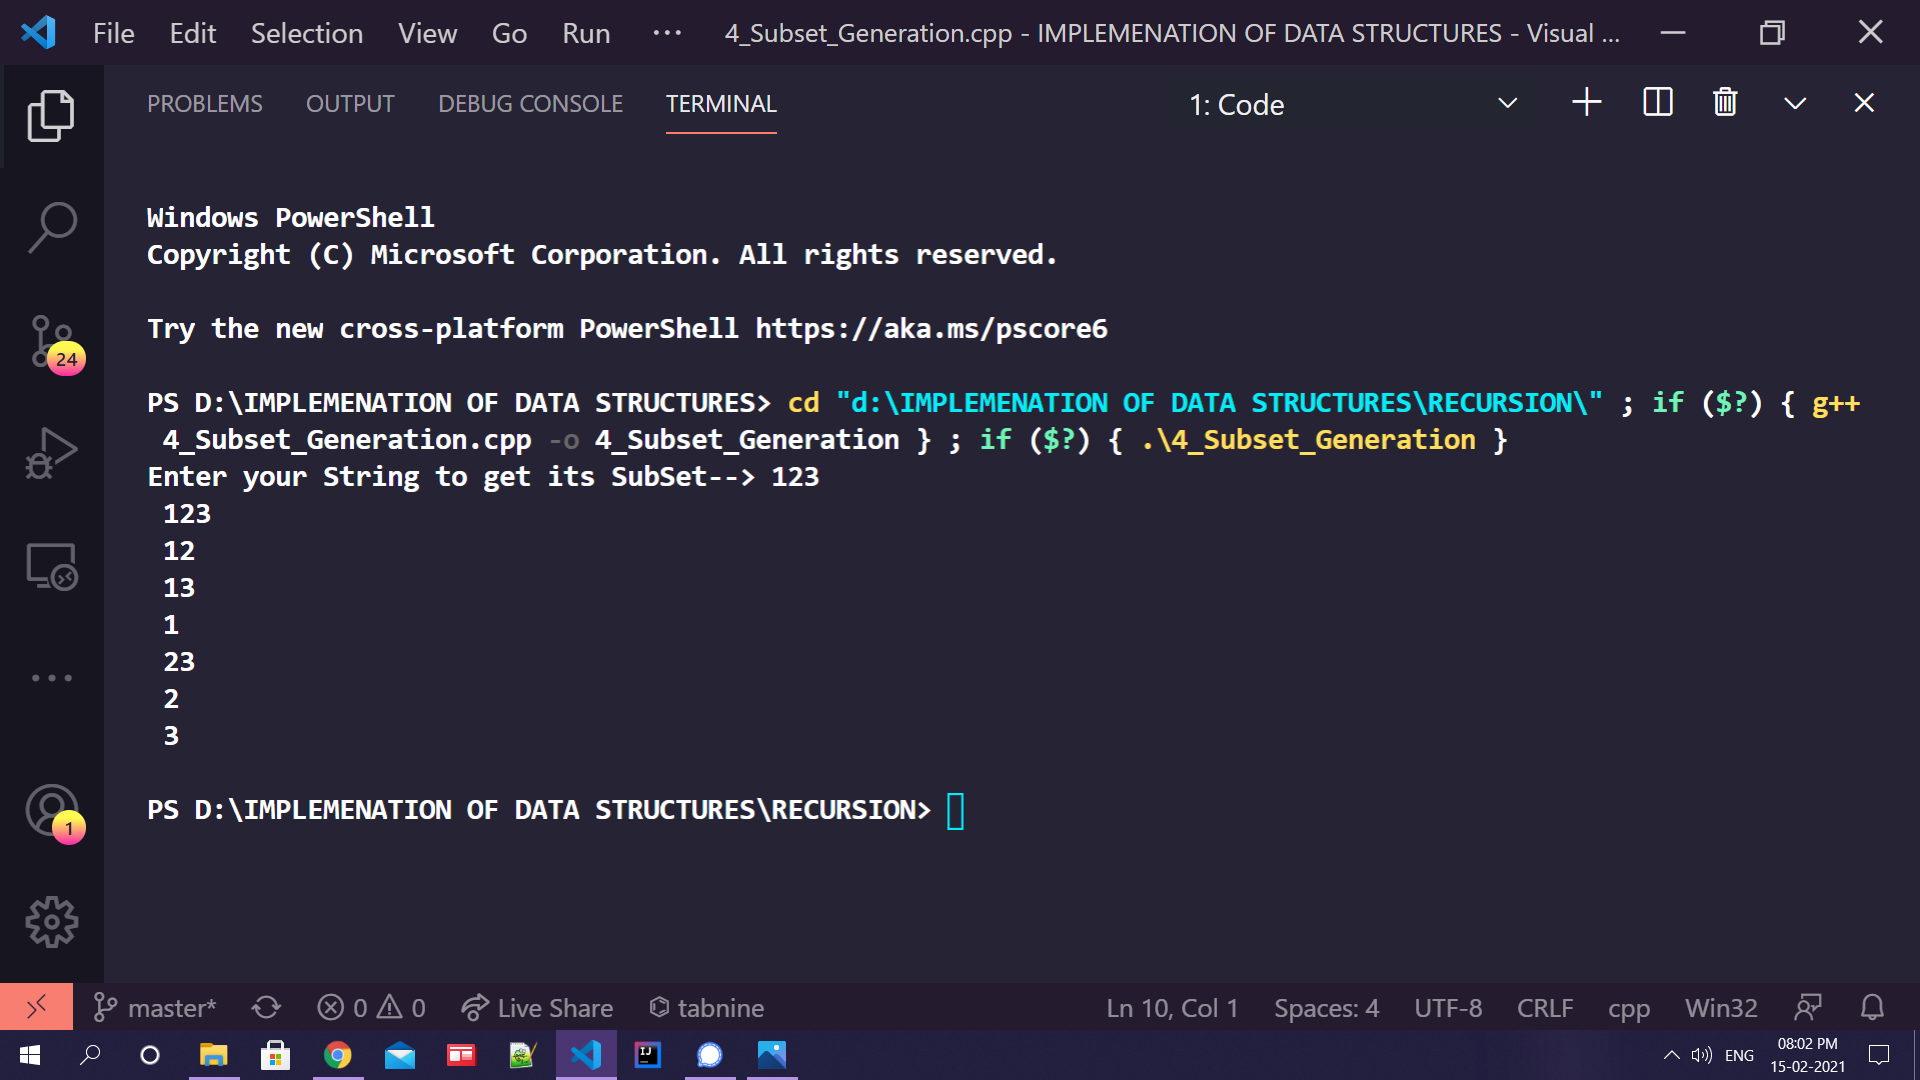 File Edit Selection View Go Run ··· 4_Subset_Generation.cpp - IMPLEMENATION OF DATA STRUCTURES - Visual ...
PROBLEMS OUTPUT DEBUG CONSOLE TERMINAL 1: Code
Windows PowerShell
Copyright (C) Microsoft Corporation. All rights reserved.
Try the new cross-platform PowerShell https://aka.ms/pscore6
24
PS D:\IMPLEMENATION OF DATA STRUCTURES> cd "d:\IMPLEMENATION OF DATA STRUCTURES\RECURSION\" ; if ($?) { g++
4_Subset_Generation.cpp -o 4_Subset_Generation } ; if ($?) { .\4_Subset_Generation }
Enter your String to get its SubSet--> 123
123
12
13
1
23
2
3
PS D:\IMPLEMENATION OF DATA STRUCTURES\RECURSION>
1
master* 0 0 Live Share tabnine Ln 10, Col 1 Spaces: 4 UTF-8 CRLF cpp Win32
IJ ENG 08:02 PM
15-02-2021